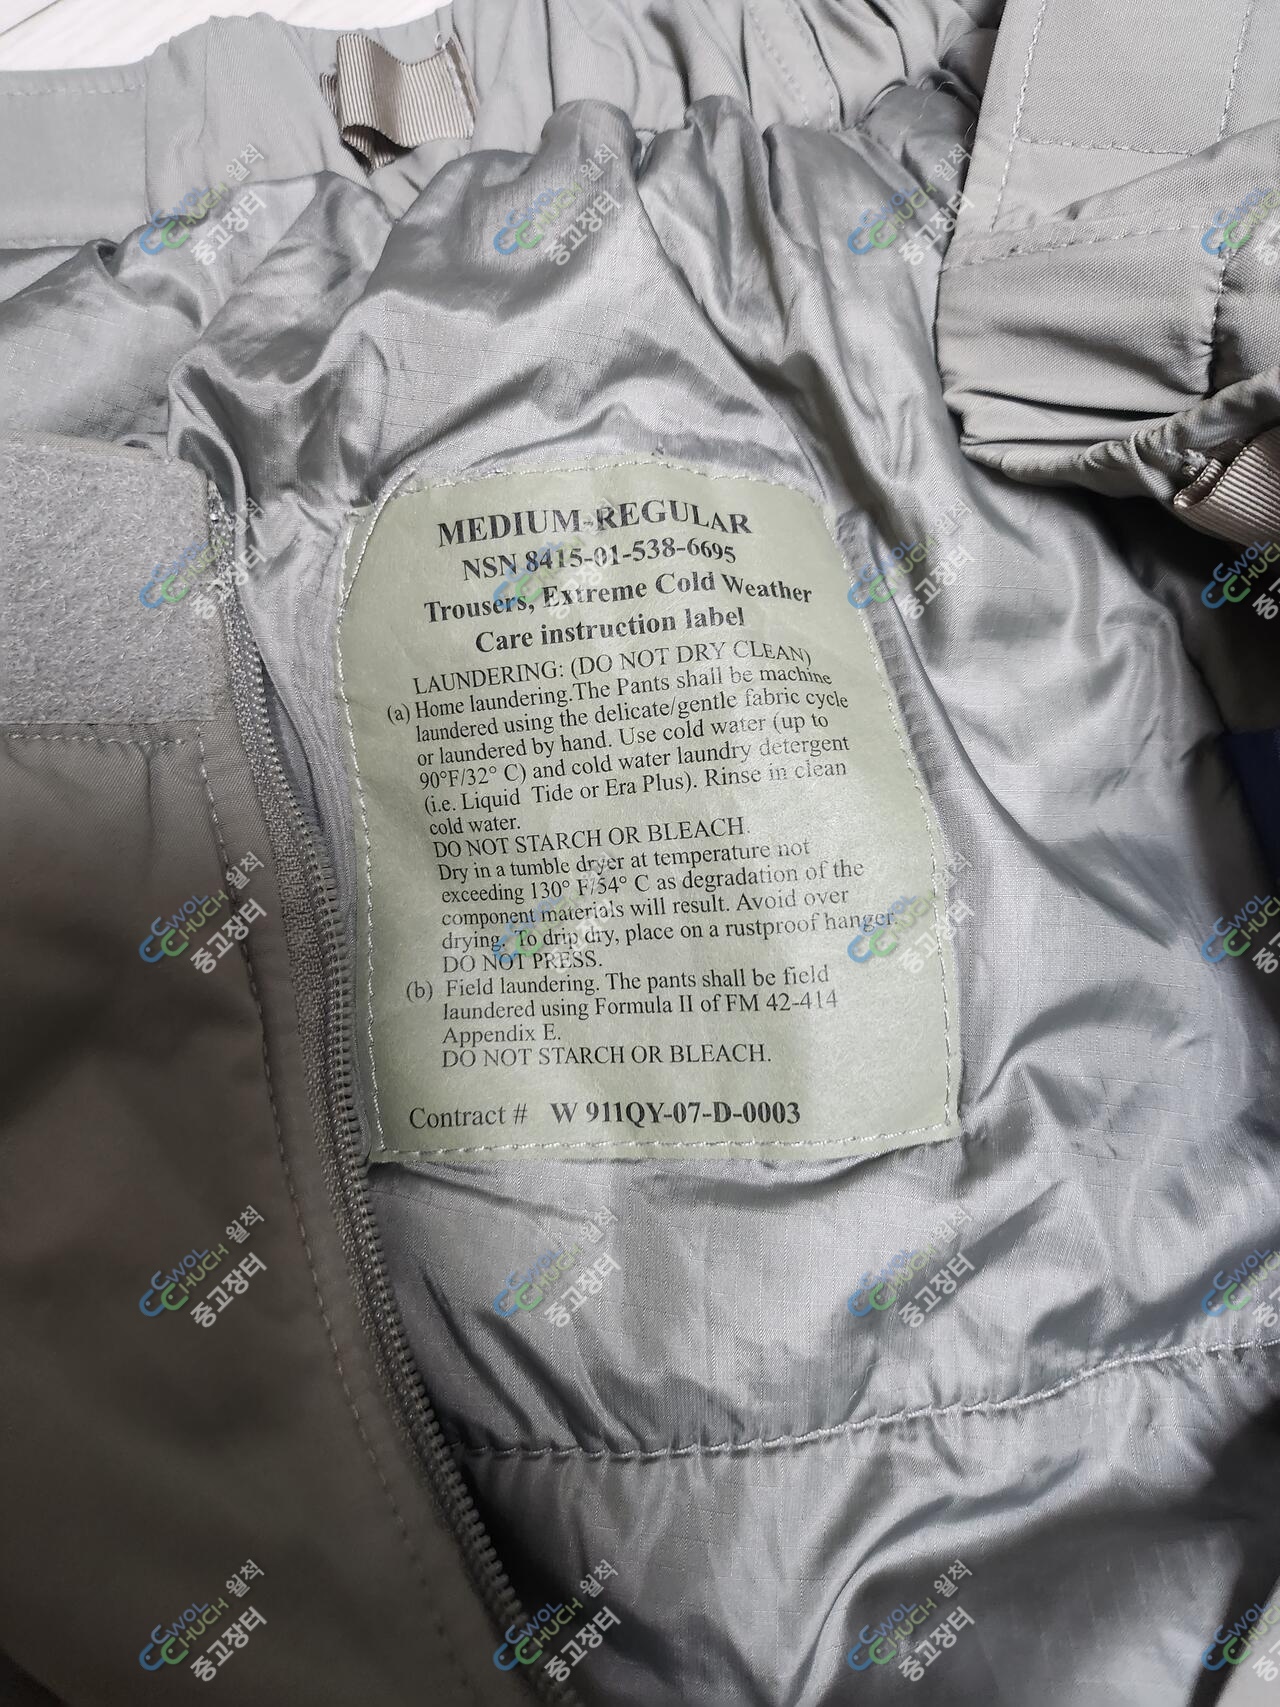 MEDIUM-REGULAR
NSN 8415-01-538-6695
Trousers, Extreme Cold Weather
Care instruction label
LAUNDERING: (DO NOT DRY CLEAN)
(a) Home laundering.The Pants shall be machine
laundered using the delicate/gentle fabric cycle
or laundered by hand. Use cold water (up to
90°F/32° C) and cold water laundry detergent
(i.e. Liquid Tide or Era Plus). Rinse in clean
cold water.
DO NOT STARCH OR BLEACH.
Dry in a tumble dryer at temperature not
exceeding 130° F/54° C as degradation of the
component materials will result. Avoid over
drying. To drip dry, place on a rustproof hanger.
DO NOT PRESS.
(b) Field laundering. The pants shall be field
laundered using Formula II of FM 42-414
Appendix E.
DO NOT STARCH OR BLEACH.
Contract # W 911QY-07-D-0003
CWOL CHUCH 월척 중고장터